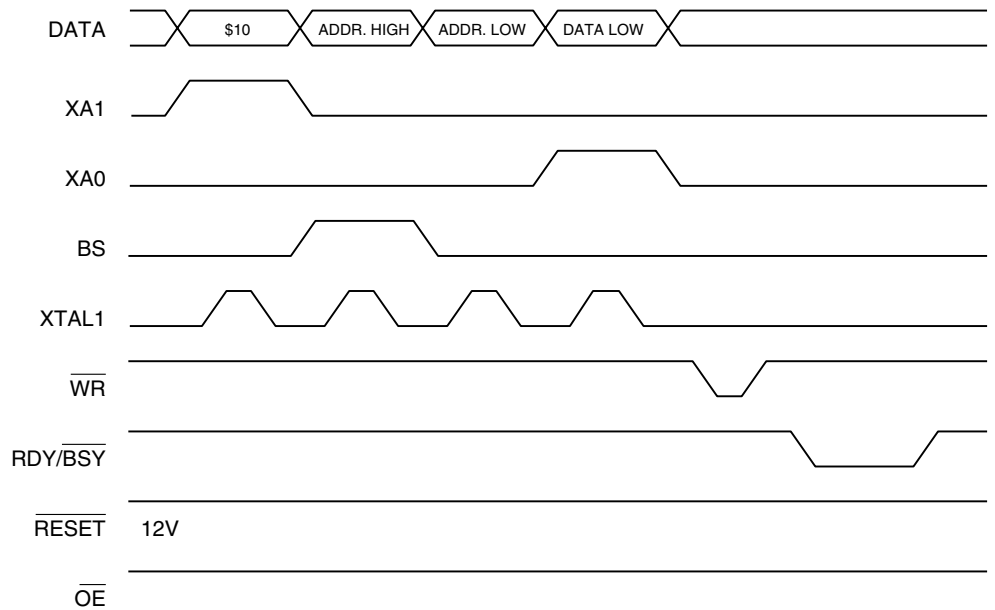 DATA $10 ADDR. HIGH ADDR. LOW DATA LOW
XA1
XA0
BS
XTAL1
WR
RDY/BSY
RESET 12V
OE